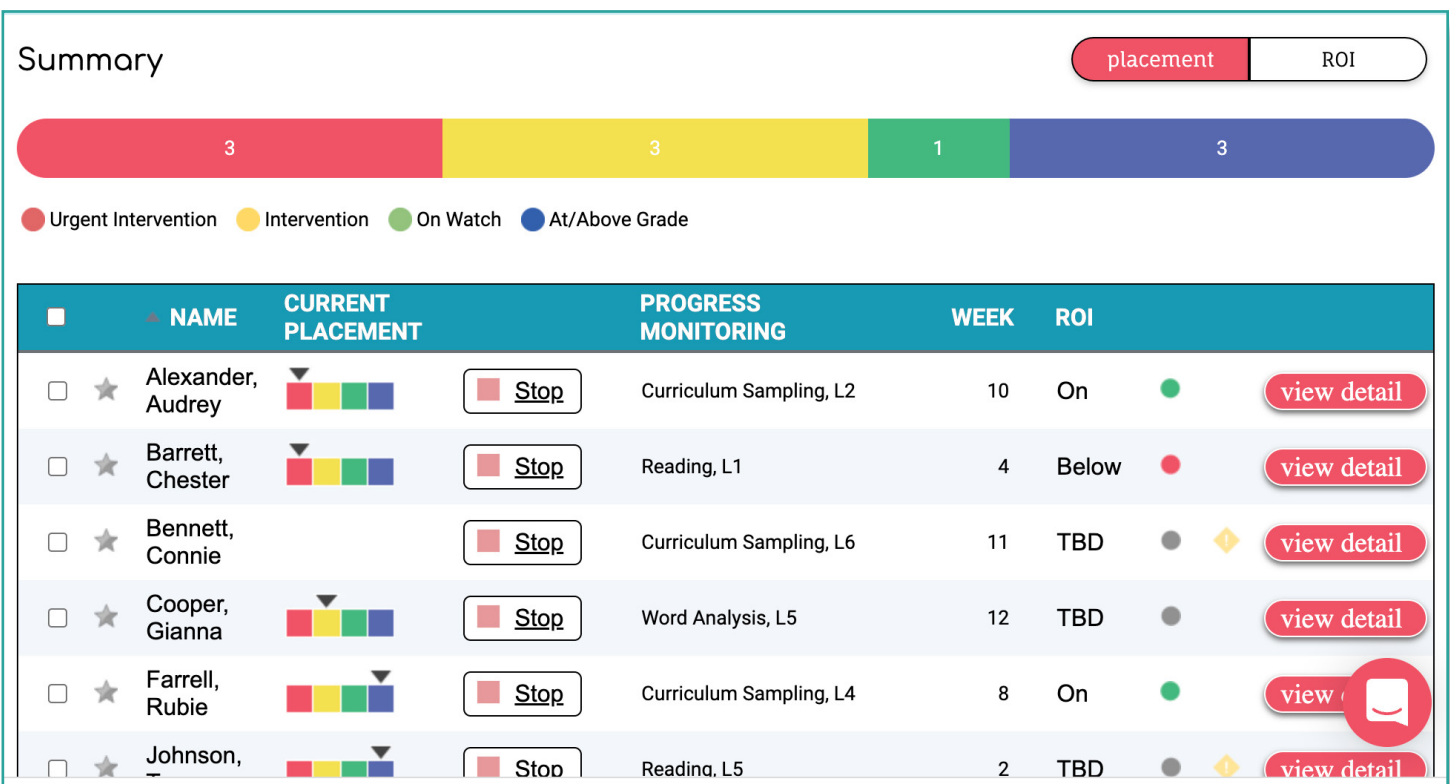 Summary
placement ROI
3 3 1 3
Urgent Intervention Intervention On Watch At/Above Grade
NAME CURRENT PLACEMENT PROGRESS MONITORING WEEK ROI
Alexander, Audrey Stop Curriculum Sampling, L2 10 On view detail
Barrett, Chester Stop Reading, L1 4 Below view detail
Bennett, Connie Stop Curriculum Sampling, L6 11 TBD ! view detail
Cooper, Gianna Stop Word Analysis, L5 12 TBD view detail
Farrell, Rubie Stop Curriculum Sampling, L4 8 On view
Johnson, Stop Reading, L5 2 TBD ! view detail